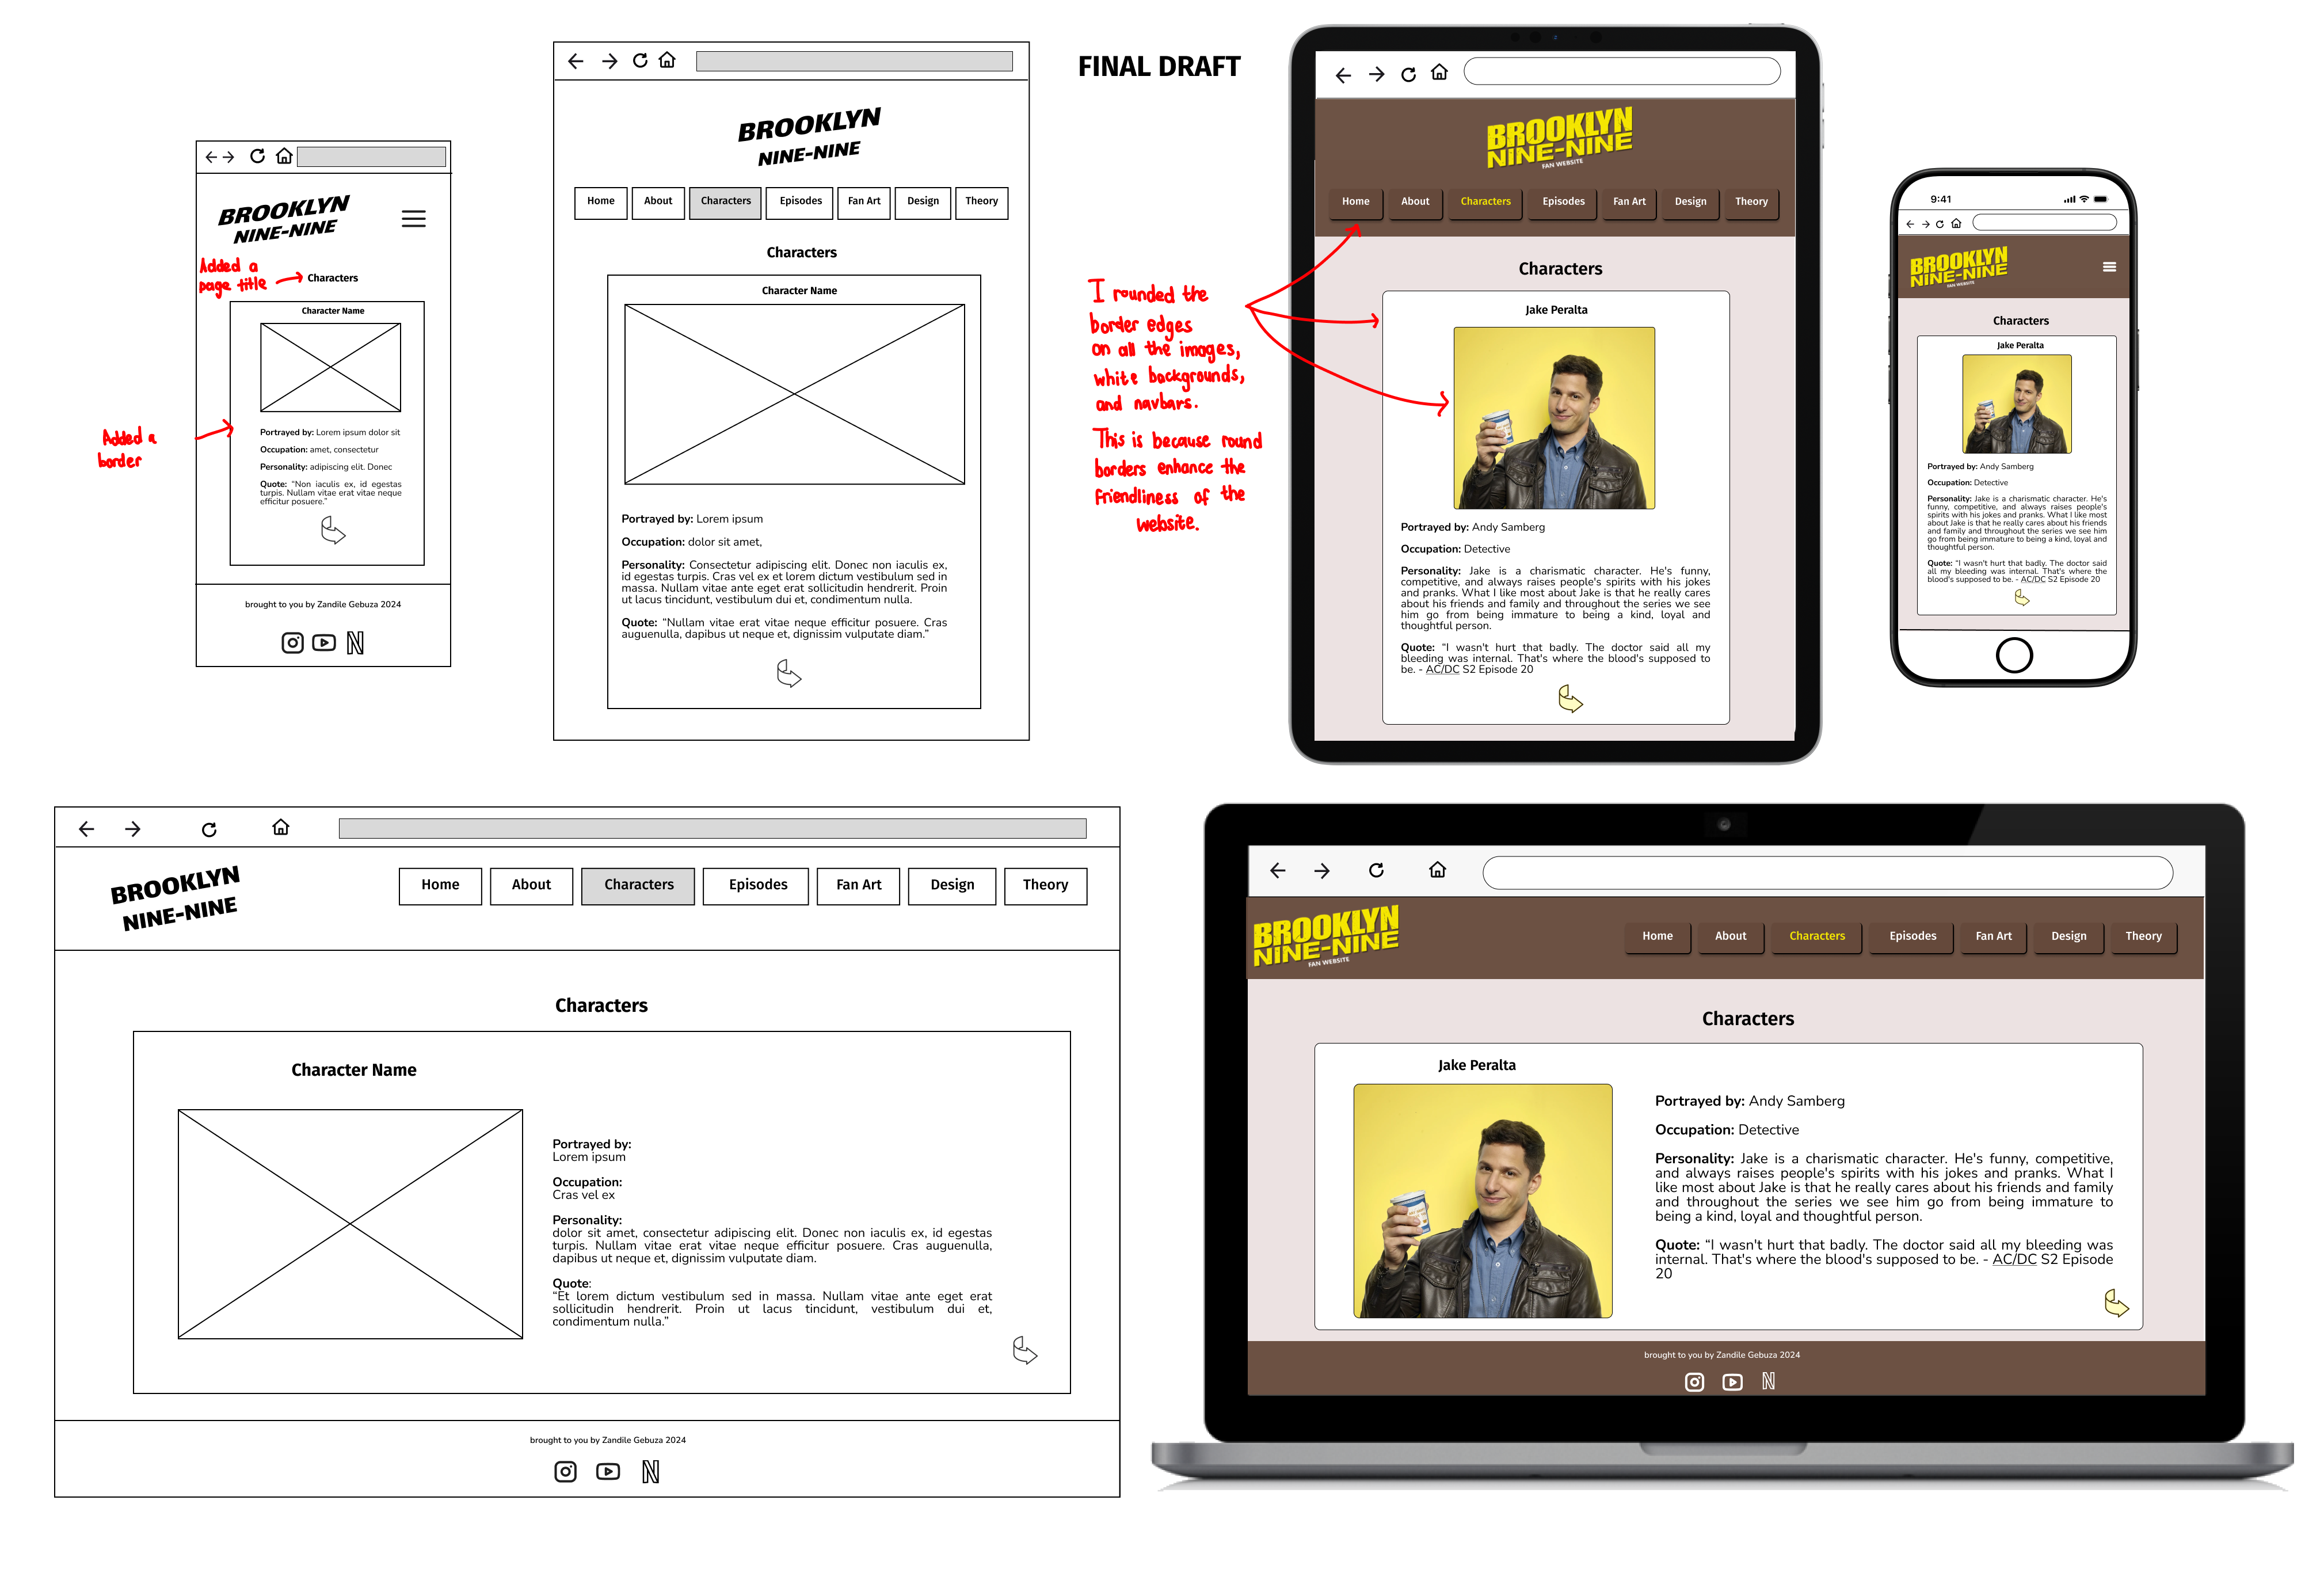 FINAL DRAFT
BROOKLYN
NINE-NINE
Added a
page title
Characters
Character Name
Added a
border
Portrayed by: Lorem ipsum dolor sit
Occupation: amet, consectetur
Personality: adipiscing elit. Donec
Quote: “Non iaculis ex, id egestas
turpis. Nullam vitae erat vitae neque
efficitur posuere.”
brought to you by Zandile Gebuza 2024
N
BROOKLYN
NINE-NINE
Home About Characters Episodes Fan Art Design Theory
Characters
Character Name
Portrayed by: Lorem ipsum
Occupation: dolor sit amet,
Personality: Consectetur adipiscing elit. Donec non iaculis ex,
id egestas turpis. Cras vel ex et lorem dictum vestibulum sed in
massa. Nullam vitae ante eget erat sollicitudin hendrerit. Proin
ut lacus tincidunt, vestibulum dui et, condimentum nulla.
Quote: “Nullam vitae erat vitae neque efficitur posuere. Cras
auguenulla, dapibus ut neque et, dignissim vulputate diam.”
I rounded the
border edges
on all the images,
white backgrounds,
and navbars.
This is because round
borders enhance the
friendliness of the
website.
BROOKLYN
NINE-NINE
FAN WEBSITE
Home About Characters Episodes Fan Art Design Theory
Characters
Jake Peralta
Portrayed by: Andy Samberg
Occupation: Detective
Personality: Jake is a charismatic character. He's funny,
competitive, and always raises people's spirits with his jokes
and pranks. What I like most about Jake is that he really cares
about his friends and family and throughout the series we see
him go from being immature to being a kind, loyal and
thoughtful person.
Quote: “I wasn't hurt that badly. The doctor said all my
bleeding was internal. That's where the blood's supposed to
be. - AC/DC S2 Episode 20
9:41
BROOKLYN
NINE-NINE
FAN WEBSITE
Characters
Jake Peralta
Portrayed by: Andy Samberg
Occupation: Detective
Personality: Jake is a charismatic character. He's
funny, competitive, and always raises people's
spirits with his jokes and pranks. What I like most
about Jake is that he really cares about his friends
and family and throughout the series we see him
go from being immature to being a kind, loyal and
thoughtful person.
Quote: “I wasn't hurt that badly. The doctor said
all my bleeding was internal. That's where the
blood's supposed to be. - AC/DC S2 Episode 20
BROOKLYN
NINE-NINE
Home About Characters Episodes Fan Art Design Theory
Characters
Character Name
Portrayed by:
Lorem ipsum
Occupation:
Cras vel ex
Personality:
dolor sit amet, consectetur adipiscing elit. Donec non iaculis ex, id egestas
turpis. Nullam vitae erat vitae neque efficitur posuere. Cras auguenulla,
dapibus ut neque et, dignissim vulputate diam.
Quote:
“Et lorem dictum vestibulum sed in massa. Nullam vitae ante eget erat
sollicitudin hendrerit. Proin ut lacus tincidunt, vestibulum dui et,
condimentum nulla.”
brought to you by Zandile Gebuza 2024
N
BROOKLYN
NINE-NINE
FAN WEBSITE
Home About Characters Episodes Fan Art Design Theory
Characters
Jake Peralta
Portrayed by: Andy Samberg
Occupation: Detective
Personality: Jake is a charismatic character. He's funny, competitive,
and always raises people's spirits with his jokes and pranks. What I
like most about Jake is that he really cares about his friends and family
and throughout the series we see him go from being immature to
being a kind, loyal and thoughtful person.
Quote: “I wasn't hurt that badly. The doctor said all my bleeding was
internal. That's where the blood's supposed to be. - AC/DC S2 Episode
20
brought to you by Zandile Gebuza 2024
N